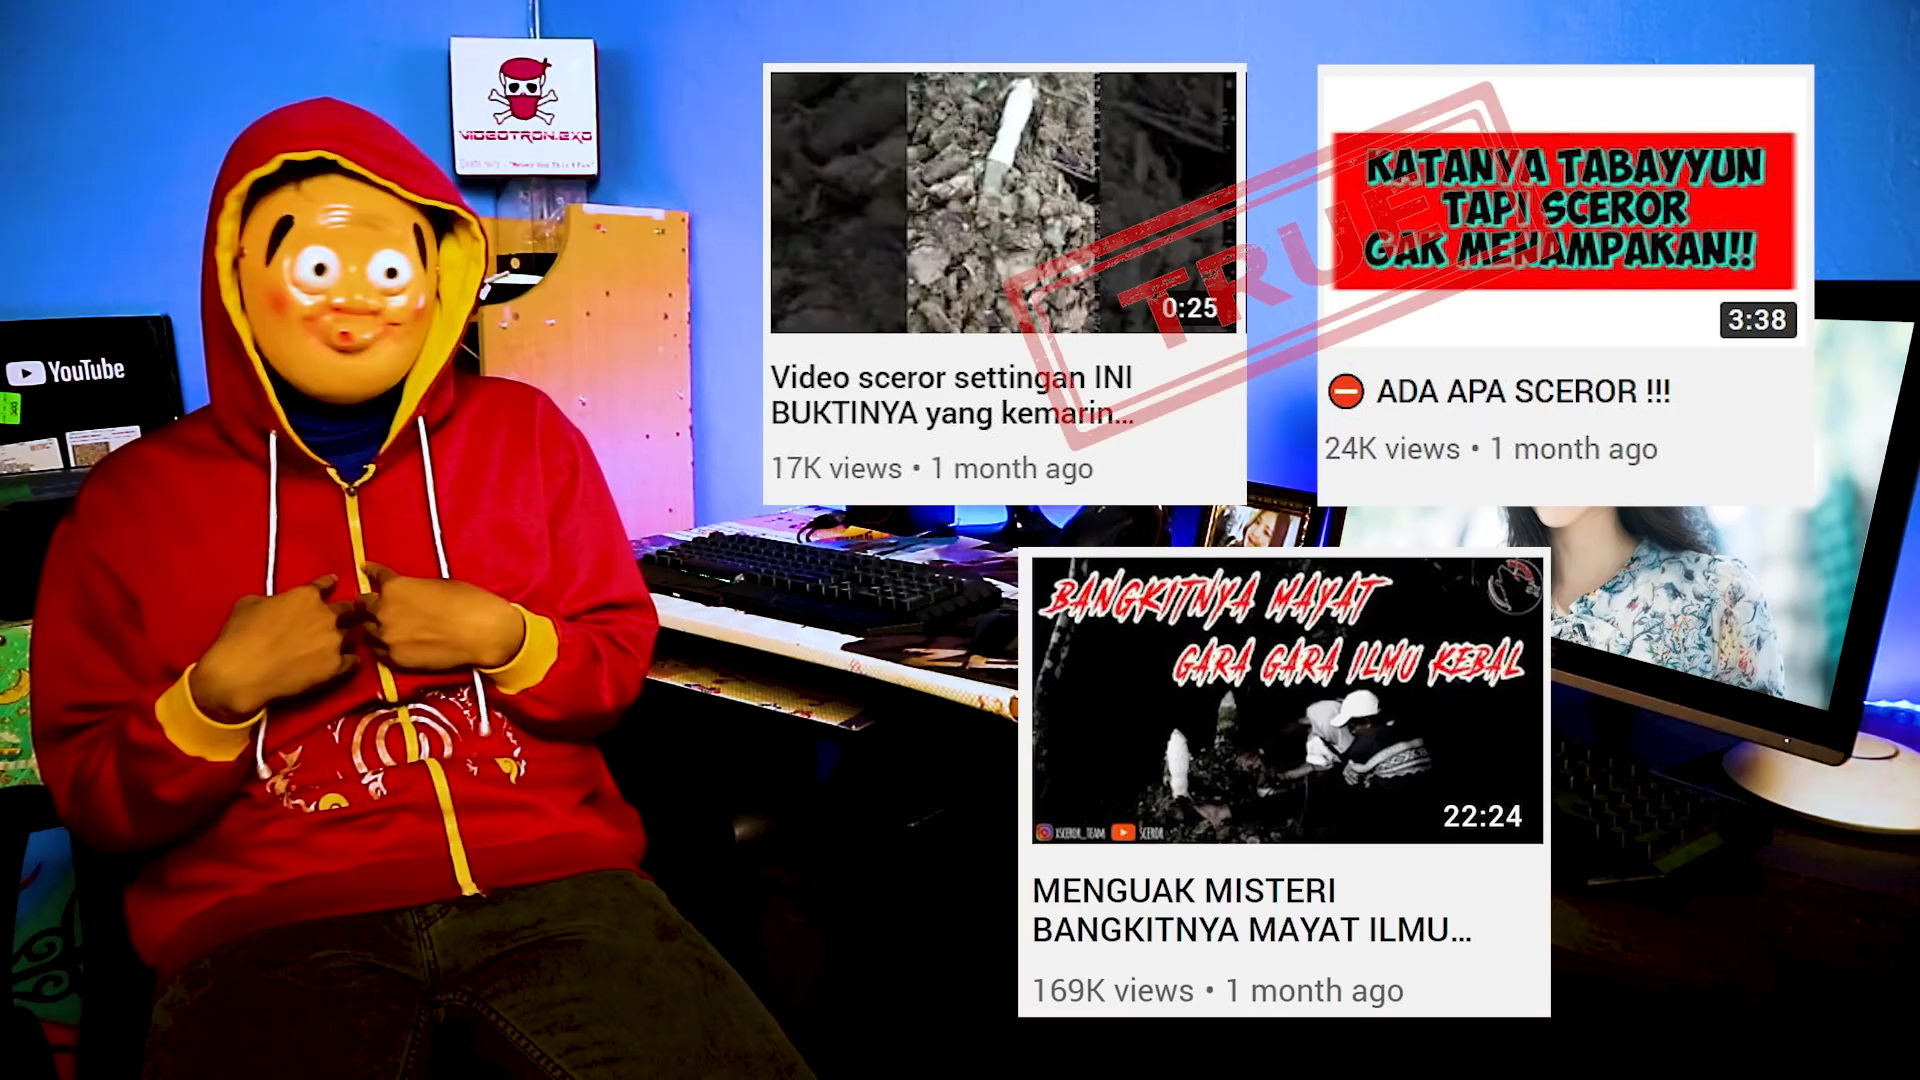 VIDEOTRON.EXO
YouTube
0:25
Video sceror settingan INI
BUKTINYA yang kemarin...
17K views • 1 month ago
TRUE
KATANYA TABAYYUN
TAPI SCEROR
GAK MENAMPAKAN!!
3:38
ADA APA SCEROR !!!
24K views • 1 month ago
BANGKITNYA MAYAT
GARA GARA ILMU KEBAL
22:24
XSCEROR_TEAM SCEROR
MENGUAK MISTERI
BANGKITNYA MAYAT ILMU...
169K views • 1 month ago